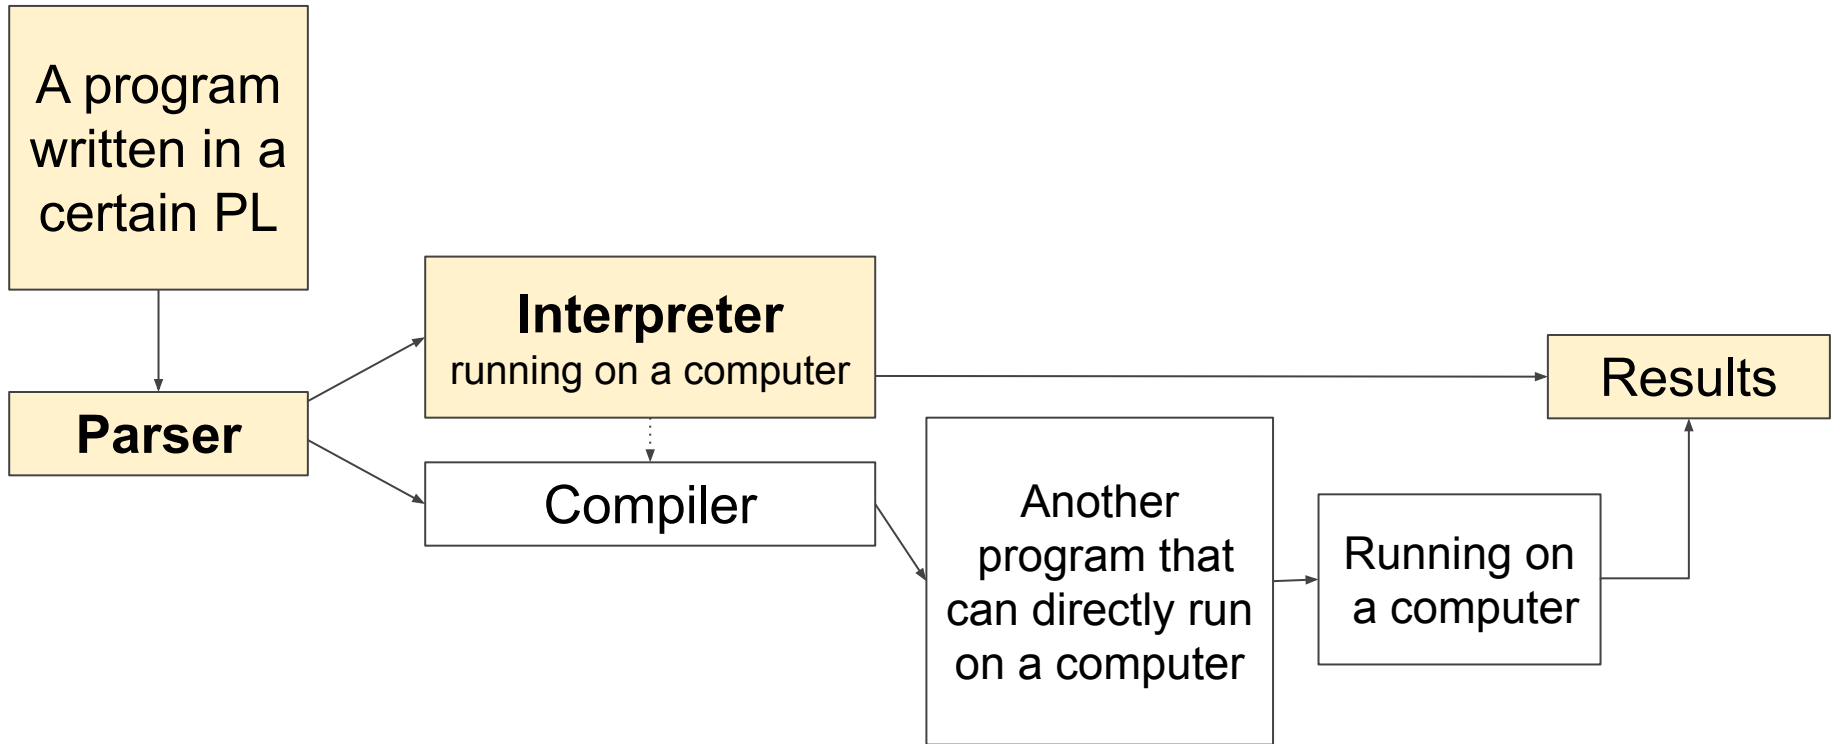 A program
written in a
certain PL
Parser
Interpreter
running on a computer
Compiler
Another
program that
can directly run
on a computer
Running on
a computer
Results